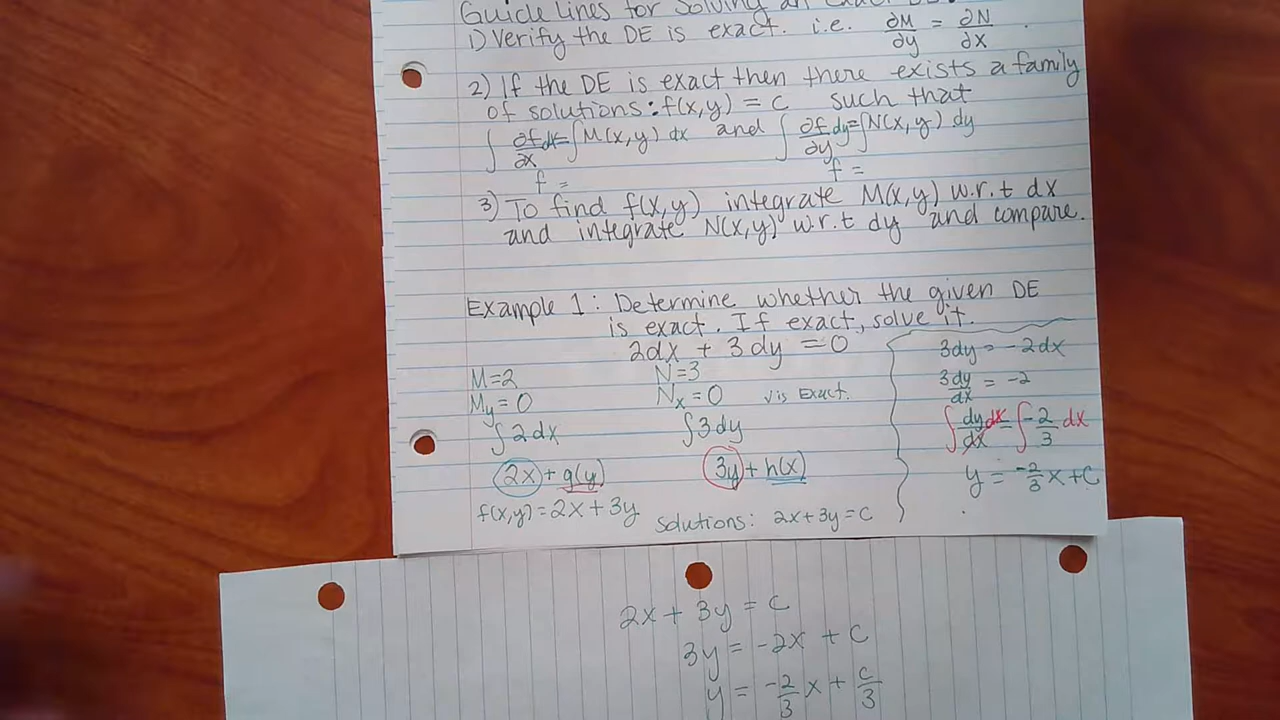 Guidelines for Solving an Exact DE.
1) Verify the DE is exact. i.e. ∂M/∂y = ∂N/∂x .
2) If the DE is exact then there exists a family
of solutions: f(x,y) = C such that
∫ ∂f/∂x dx = ∫ M(x,y) dx and ∫ ∂f/∂y dy = ∫ N(x,y) dy
f = f =
3) To find f(x,y) integrate M(x,y) w.r.t dx
and integrate N(x,y) w.r.t dy and compare.
Example 1: Determine whether the given DE
is exact. If exact, solve it.
2dx + 3dy = 0
M=2 N=3
My=0 Nx=0 √is Exact.
∫2dx ∫3dy
2x + g(y) 3y + h(x)
f(x,y) = 2x + 3y solutions: 2x+3y=C
3dy = -2dx
3dy/dx = -2
∫ dy/dx dx = ∫ -2/3 dx
y = -2/3 x + C
2x + 3y = C
3y = -2x + C
y = -2/3 x + C/3